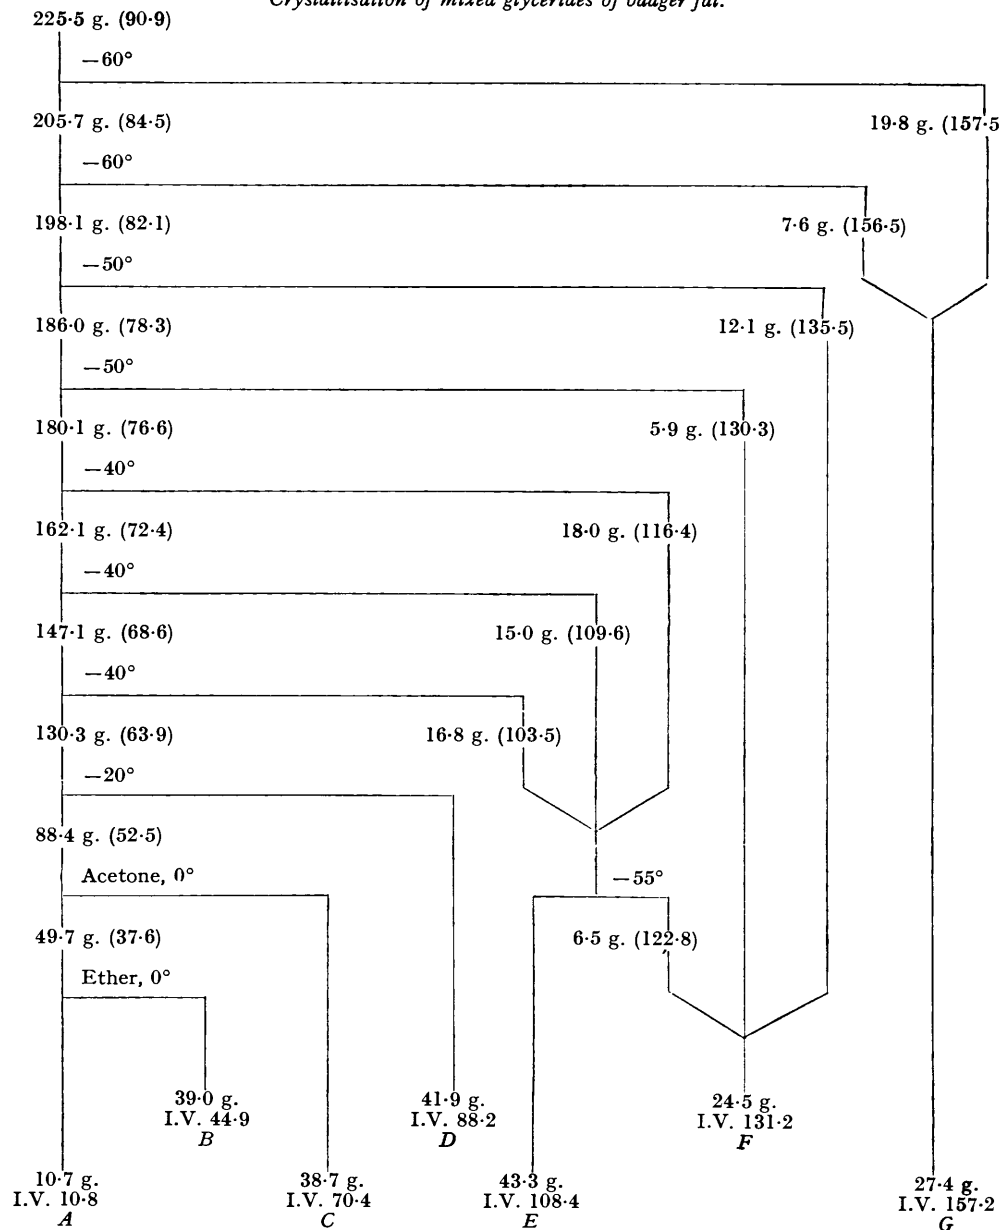 Crystallisation of mixed glycerides of badger fat.
225·5 g. (90·9)
—60°
205·7 g. (84·5)
19·8 g. (157·5
—60°
198·1 g. (82·1)
7·6 g. (156·5)
—50°
186·0 g. (78·3)
12·1 g. (135·5)
—50°
180·1 g. (76·6)
5·9 g. (130·3)
—40°
162·1 g. (72·4)
18·0 g. (116·4)
—40°
147·1 g. (68·6)
15·0 g. (109·6)
—40°
130·3 g. (63·9)
16·8 g. (103·5)
—20°
88·4 g. (52·5)
Acetone, 0°
—55°
49·7 g. (37·6)
6·5 g. (122·8)
Ether, 0°
39·0 g.
I.V. 44·9
B
41·9 g.
I.V. 88·2
D
24·5 g.
I.V. 131·2
F
10·7 g.
I.V. 10·8
A
38·7 g.
I.V. 70·4
C
43·3 g.
I.V. 108·4
E
27·4 g.
I.V. 157·2
G